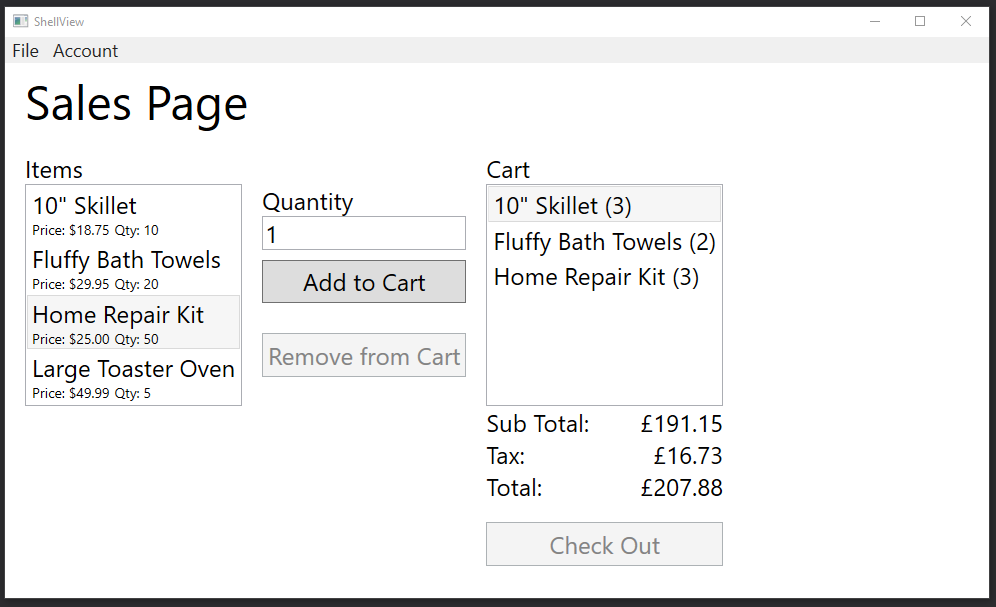 ShellView
File Account
Sales Page
Items
10" Skillet
Price: $18.75 Qty: 10
Fluffy Bath Towels
Price: $29.95 Qty: 20
Home Repair Kit
Price: $25.00 Qty: 50
Large Toaster Oven
Price: $49.99 Qty: 5
Quantity
1
Add to Cart
Remove from Cart
Cart
10" Skillet (3)
Fluffy Bath Towels (2)
Home Repair Kit (3)
Sub Total: £191.15
Tax: £16.73
Total: £207.88
Check Out